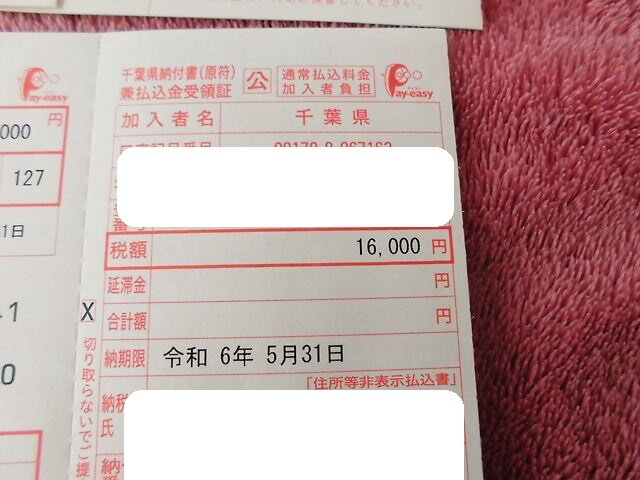 千葉県納付書(原符)
兼払込金受領証
公
通常払込料金
加入者負担
Pay-easy
加入者名 千葉県
税額 16,000 円
延滞金 円
合計額 円
納期限 令和 6年 5月31日
「住所等非表示払込書」
納税
氏
000 円
127
1日
X
切り取らないでご提